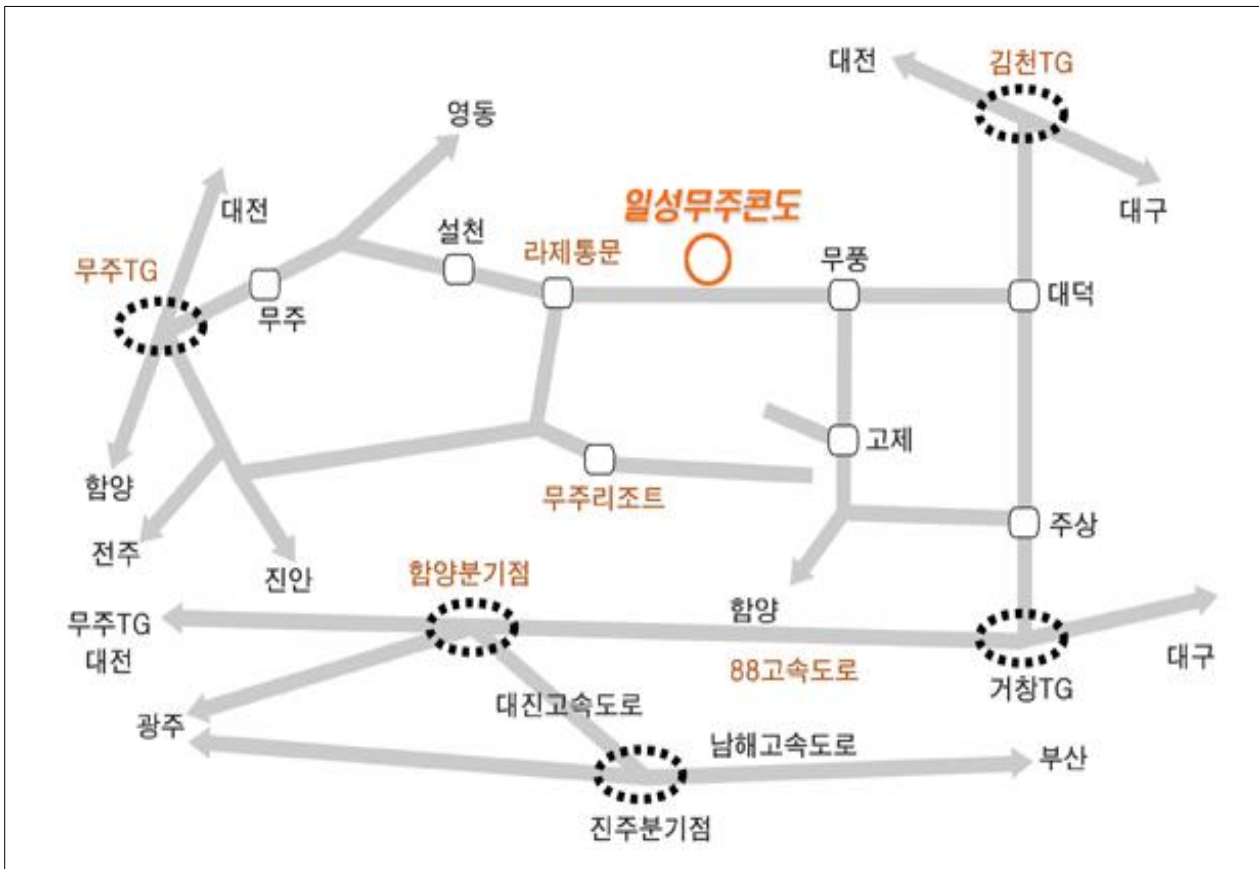 대전
김천TG
영동
대전
일성무주콘도
대구
설천
라제통문
무풍
무주TG
무주
대덕
고제
함양
무주리조트
전주
주상
진안
함양분기점
함양
무주TG
대전
88고속도로
대구
거창TG
대진고속도로
광주
남해고속도로
부산
진주분기점